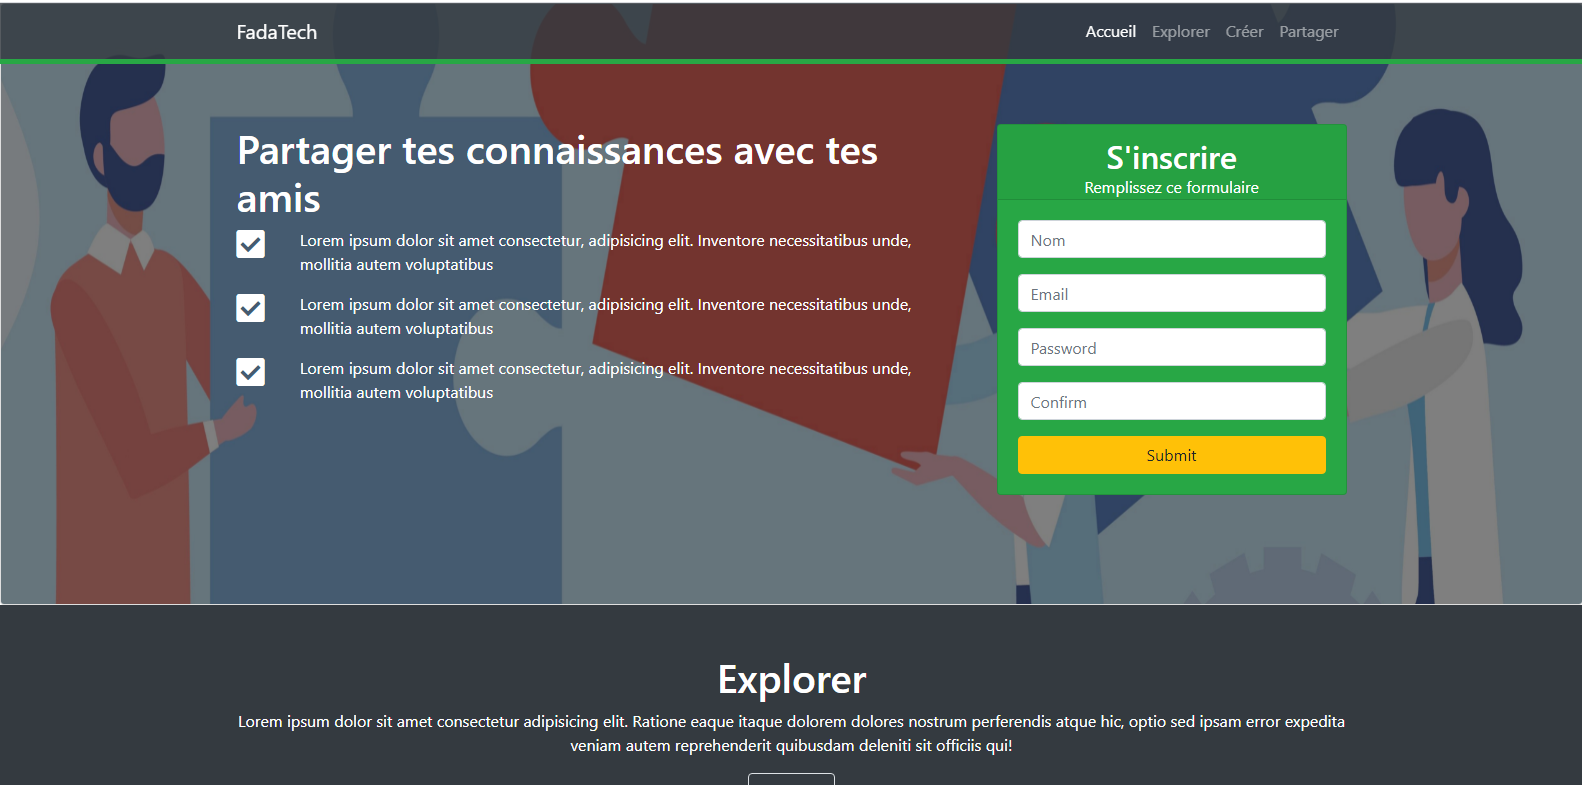 FadaTech
Accueil Explorer Créer Partager
Partager tes connaissances avec tes
amis
Lorem ipsum dolor sit amet consectetur, adipisicing elit. Inventore necessitatibus unde,
mollitia autem voluptatibus
Lorem ipsum dolor sit amet consectetur, adipisicing elit. Inventore necessitatibus unde,
mollitia autem voluptatibus
Lorem ipsum dolor sit amet consectetur, adipisicing elit. Inventore necessitatibus unde,
mollitia autem voluptatibus
S'inscrire
Remplissez ce formulaire
Nom
Email
Password
Confirm
Submit
Explorer
Lorem ipsum dolor sit amet consectetur adipisicing elit. Ratione eaque itaque dolorem dolores nostrum perferendis atque hic, optio sed ipsam error expedita
veniam autem reprehenderit quibusdam deleniti sit officiis qui!